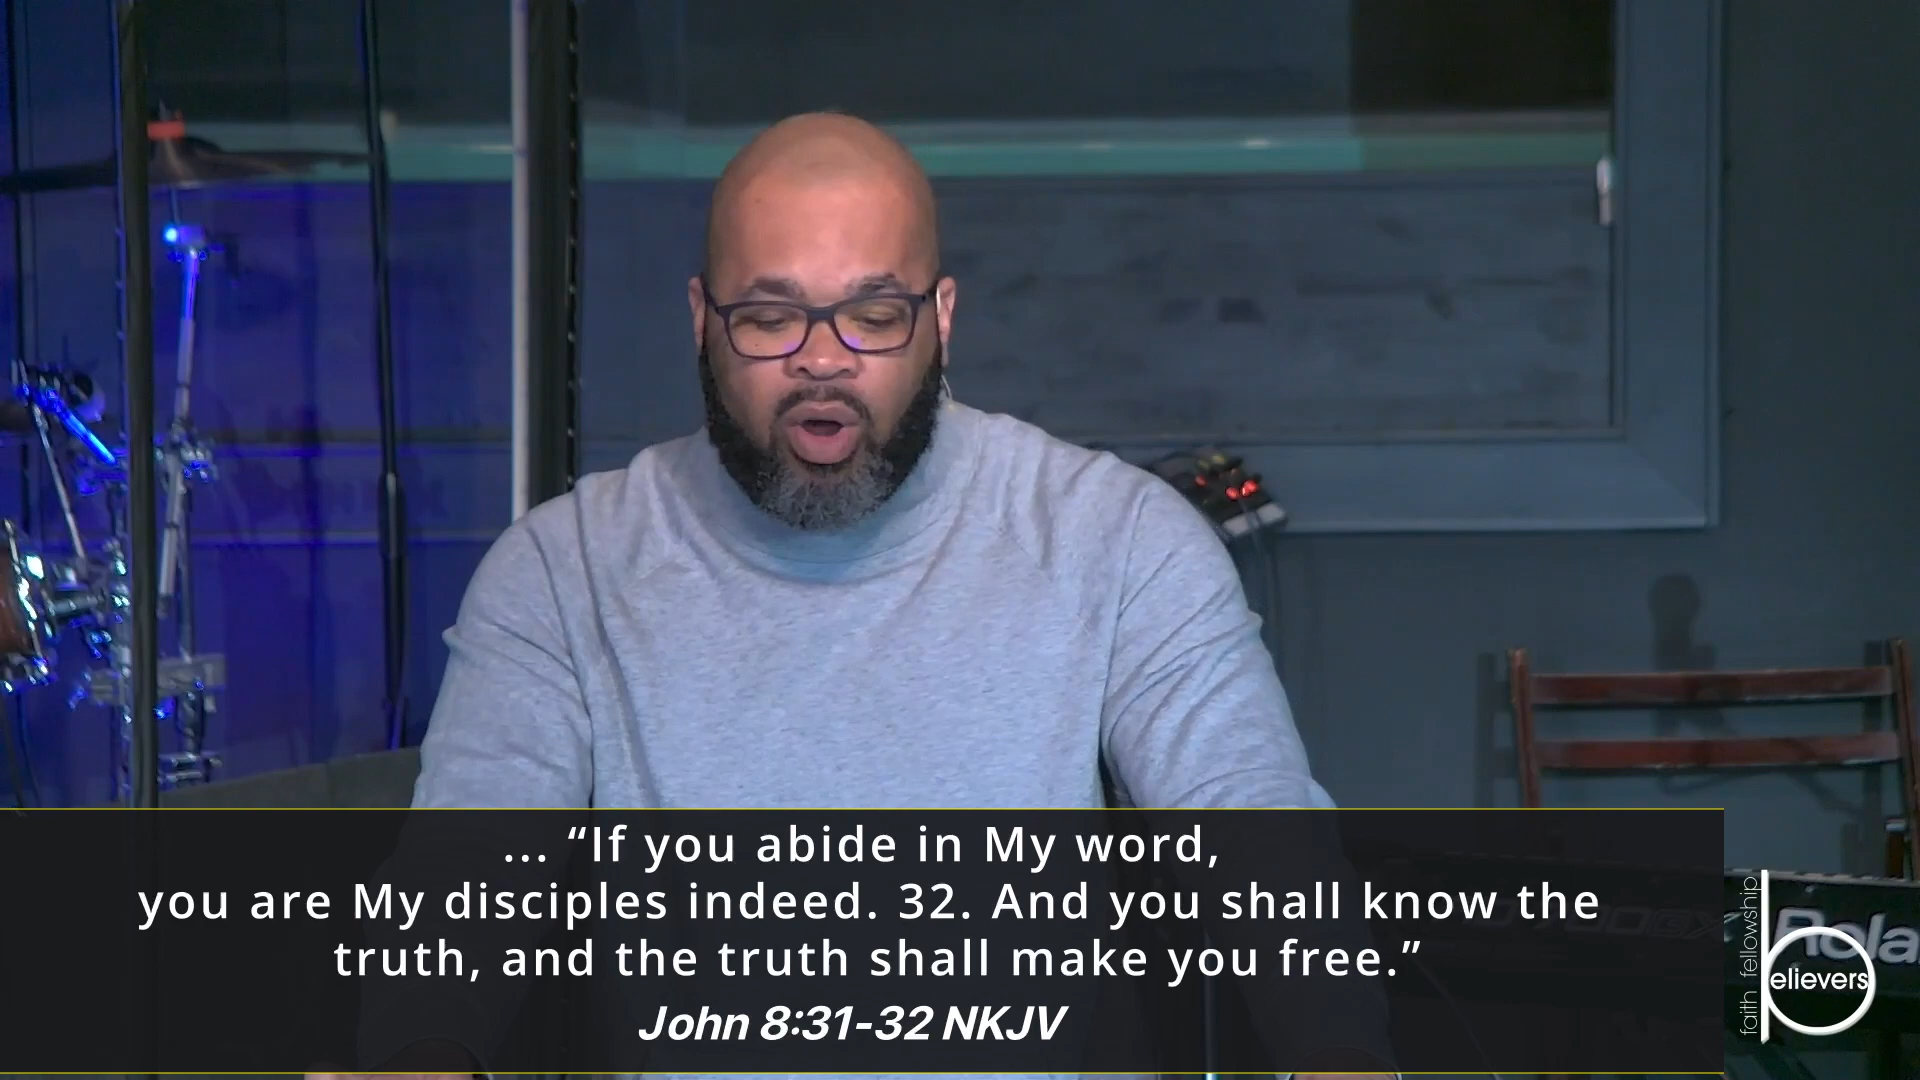 ... “If you abide in My word,
you are My disciples indeed. 32. And you shall know the
truth, and the truth shall make you free.”
John 8:31-32 NKJV
faith fellowship
believers